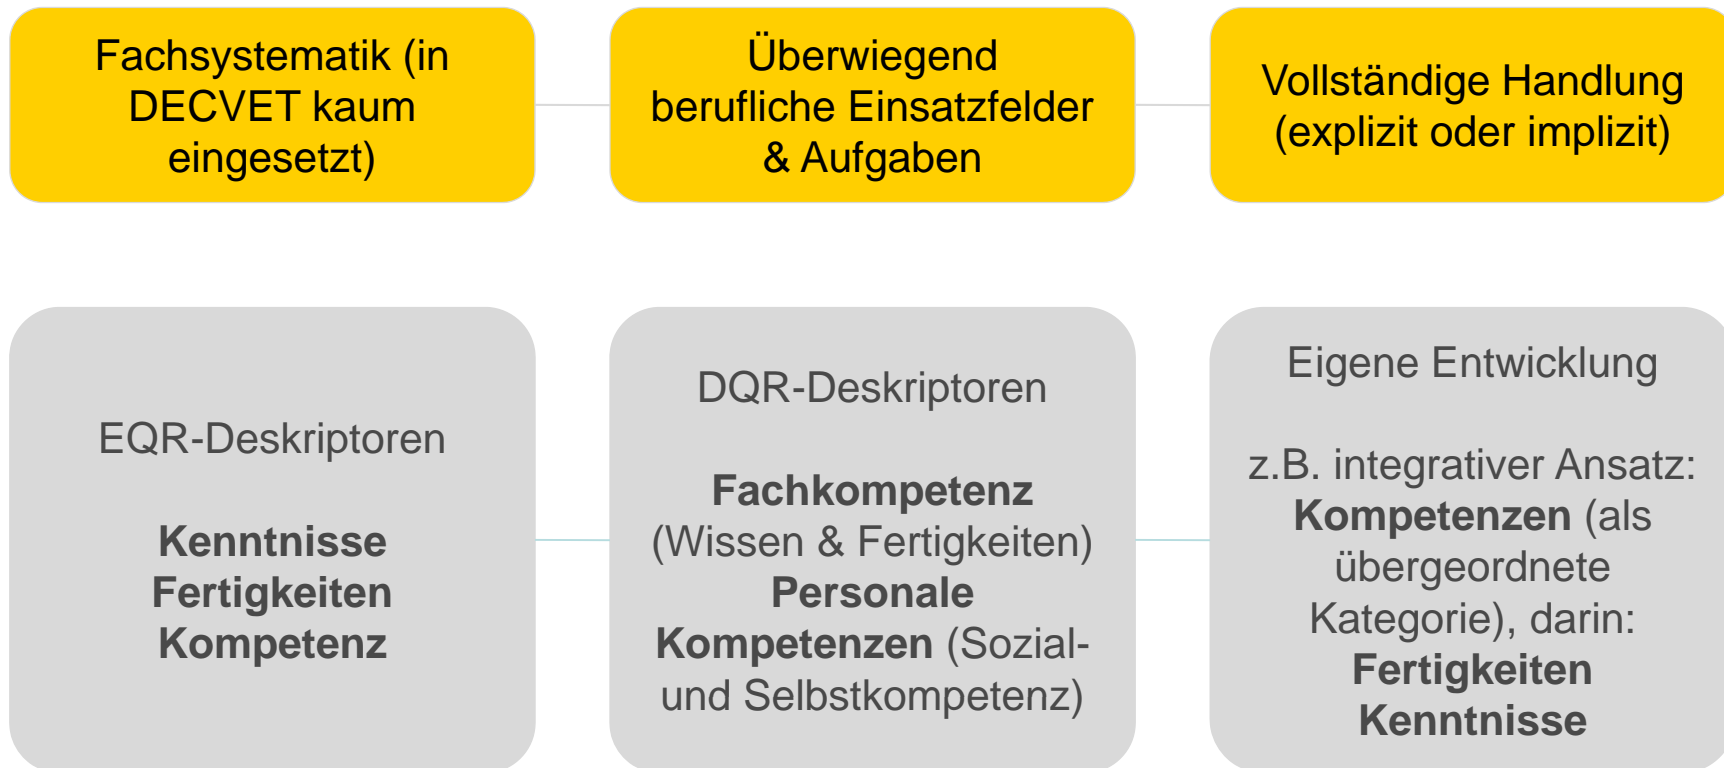 Fachsystematik (in
DECVET kaum
eingesetzt)
Überwiegend
berufliche Einsatzfelder
& Aufgaben
Vollständige Handlung
(explizit oder implizit)
EQR-Deskriptoren
Kenntnisse
Fertigkeiten
Kompetenz
DQR-Deskriptoren
Fachkompetenz
(Wissen & Fertigkeiten)
Personale
Kompetenzen (Sozial-
und Selbstkompetenz)
Eigene Entwicklung
z.B. integrativer Ansatz:
Kompetenzen (als
übergeordnete
Kategorie), darin:
Fertigkeiten
Kenntnisse